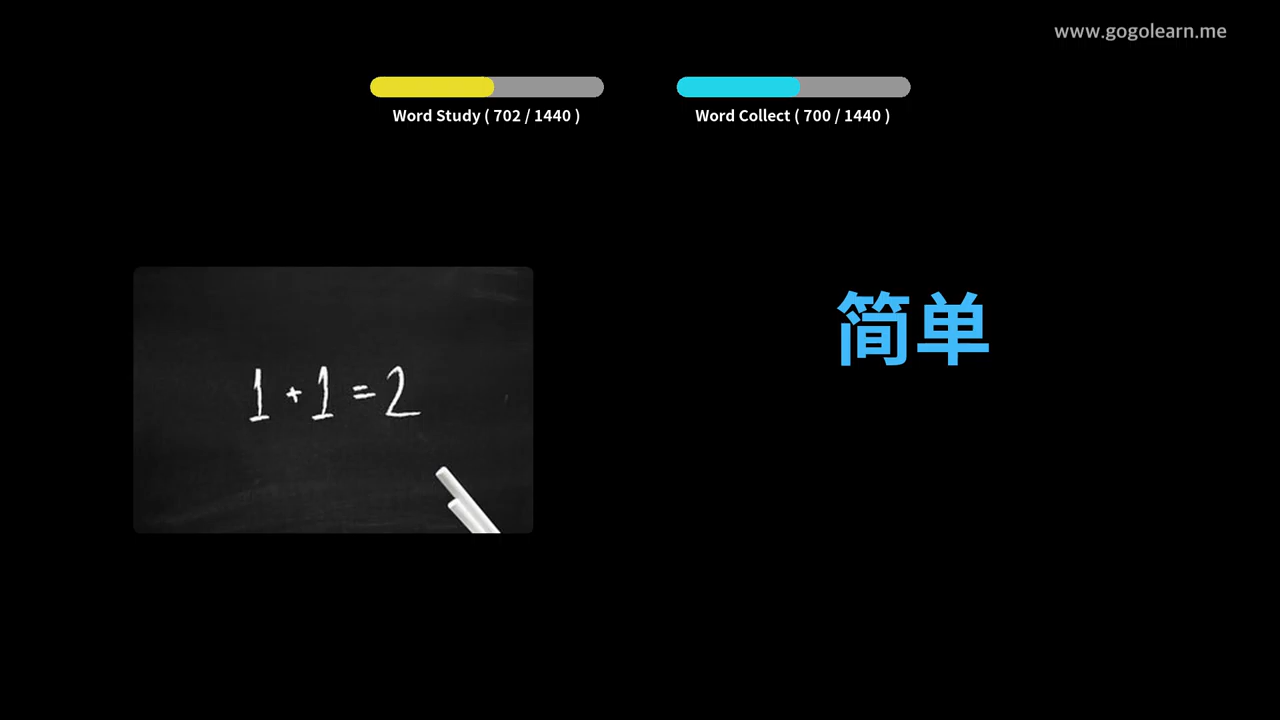 www.gogolearn.me
Word Study ( 702 / 1440 )
Word Collect ( 700 / 1440 )
简单
1 + 1 = 2